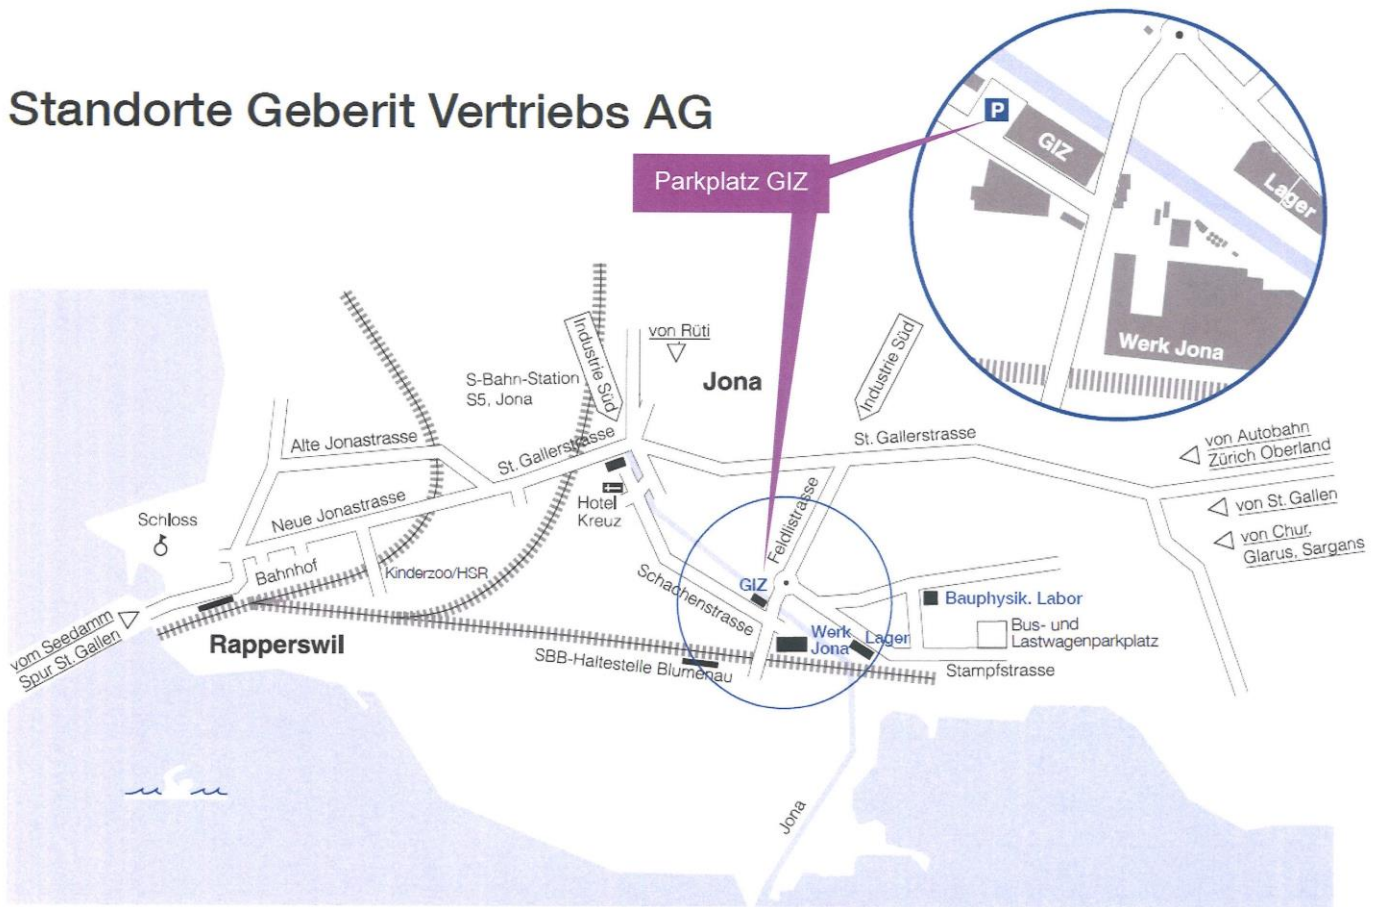 Standorte Geberit Vertriebs AG
P
GIZ
Lager
Werk Jona
Parkplatz GIZ
Industrie Süd
von Rüti
Jona
Industrie Süd
S-Bahn-Station
S5, Jona
Alte Jonastrasse
St. Gallerstrasse
St. Gallerstrasse
von Autobahn
Zürich Oberland
von St. Gallen
von Chur,
Glarus, Sargans
Neue Jonastrasse
Hotel
Kreuz
Feldlistrasse
Schloss
Bahnhof
Kinderzoo/HSR
Schachenstrasse
GIZ
Bauphysik. Labor
Bus- und
Lastwagenparkplatz
Werk
Jona
Lager
Stampfstrasse
vom Seedamm
Spur St. Gallen
Rapperswil
SBB-Haltestelle Blumenau
Jona